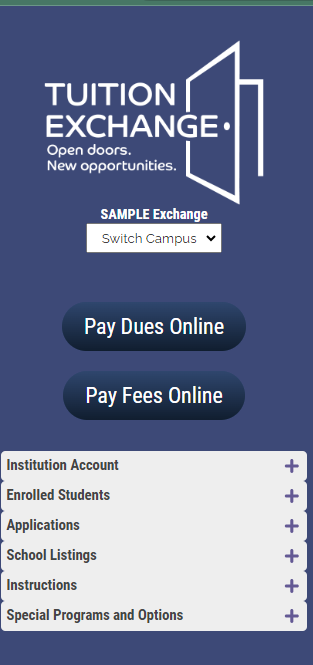 TUITION
EXCHANGE
Open doors.
New opportunities.
SAMPLE Exchange
Switch Campus
Pay Dues Online
Pay Fees Online
Institution Account
Enrolled Students
Applications
School Listings
Instructions
Special Programs and Options